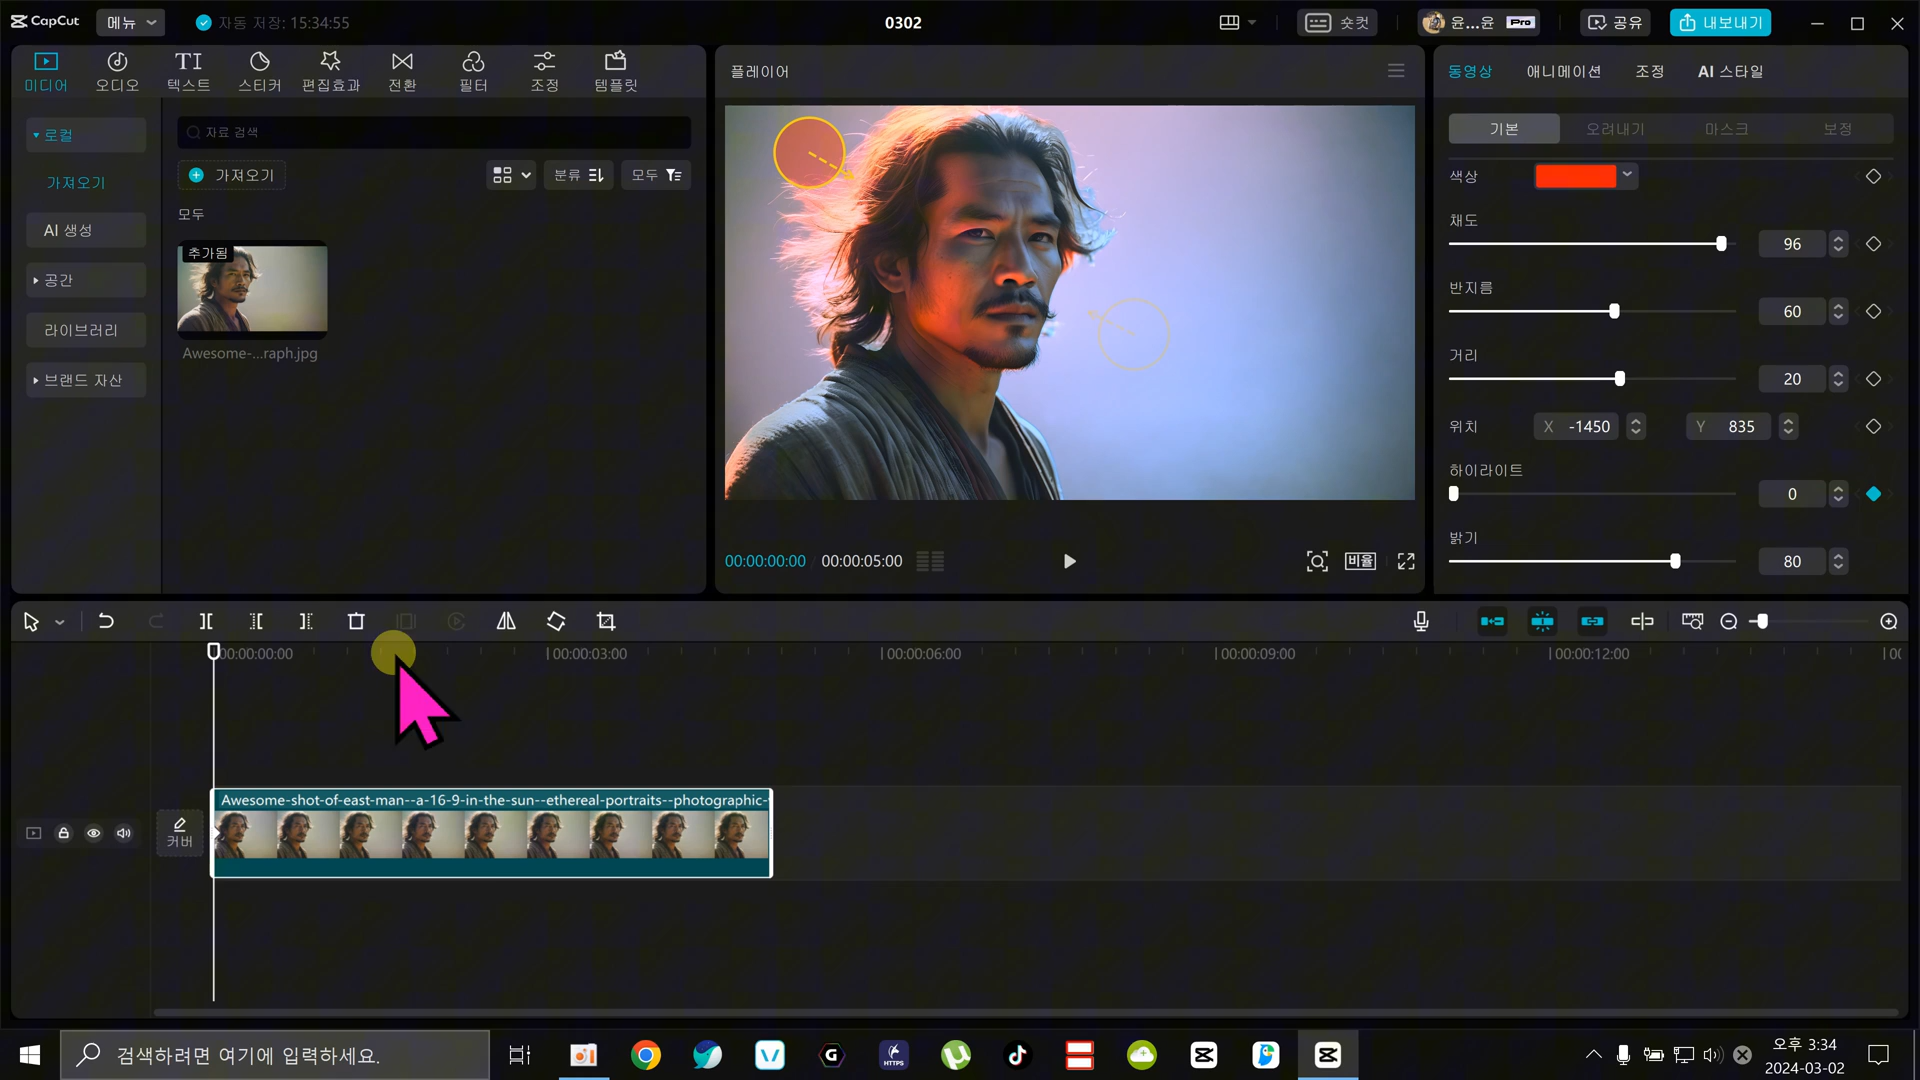 CapCut
메뉴
자동 저장: 15:34:55
0302
숏컷
윤...윤 Pro
공유
내보내기
미디어
오디오
텍스트
스티커
편집효과
전환
필터
조정
템플릿
로컬
가져오기
AI 생성
공간
라이브러리
브랜드 자산
자료 검색
가져오기
분류
모두
모두
추가됨
Awesome-...raph.jpg
플레이어
00:00:00:00
00:00:05:00
비율
동영상
애니메이션
조정
AI 스타일
기본
오려내기
마스크
보정
색상
채도
96
반지름
60
거리
20
위치
X -1450
Y 835
하이라이트
0
밝기
80
00:00:00:00
00:00:03:00
00:00:06:00
00:00:09:00
00:00:12:00
커버
Awesome-shot-of-east-man--a-16-9-in-the-sun--ethereal-portraits--photographic-
검색하려면 여기에 입력하세요.
HTTPS
오후 3:34
2024-03-02